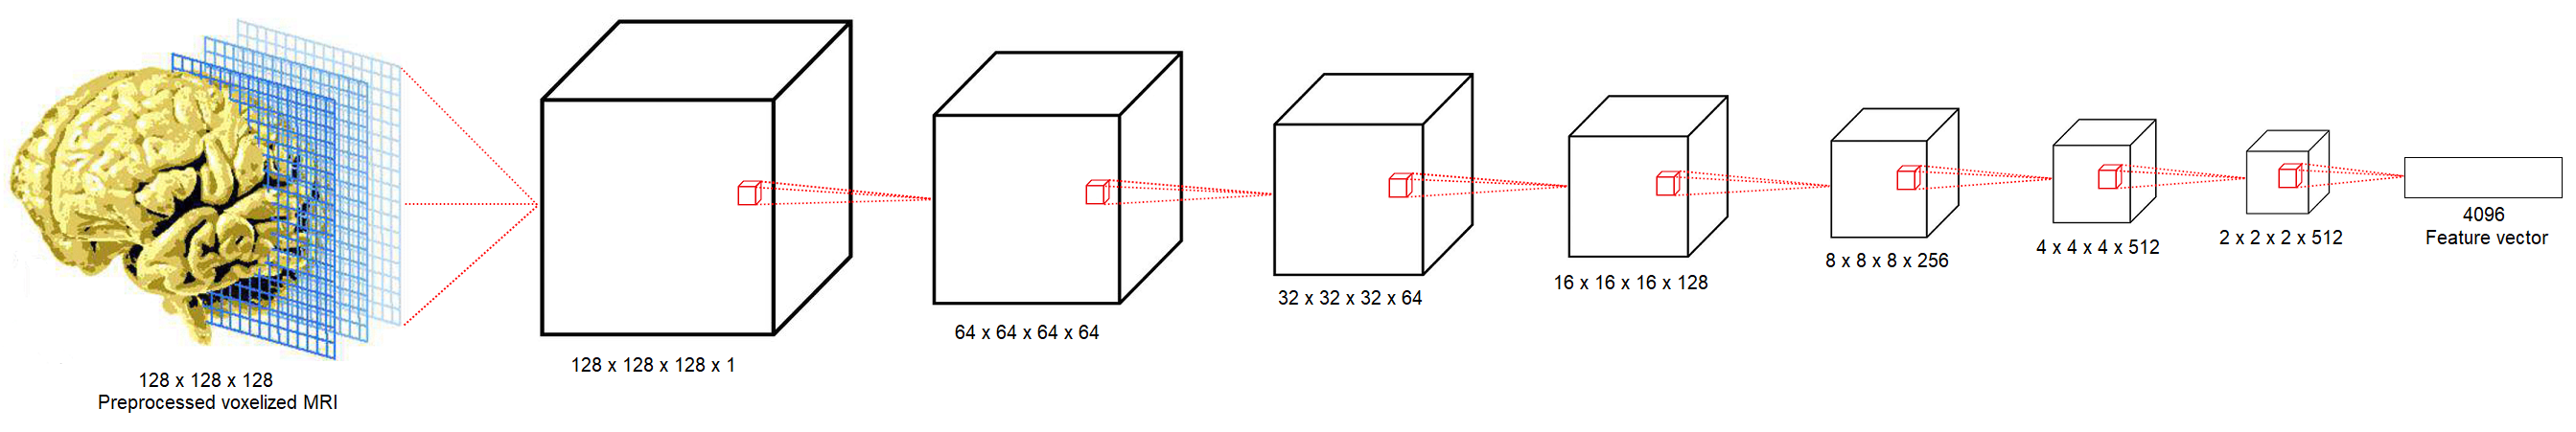 128 x 128 x 128
Preprocessed voxelized MRI
128 x 128 x 128 x 1
64 x 64 x 64 x 64
32 x 32 x 32 x 64
16 x 16 x 16 x 128
8 x 8 x 8 x 256
4 x 4 x 4 x 512
2 x 2 x 2 x 512
4096
Feature vector